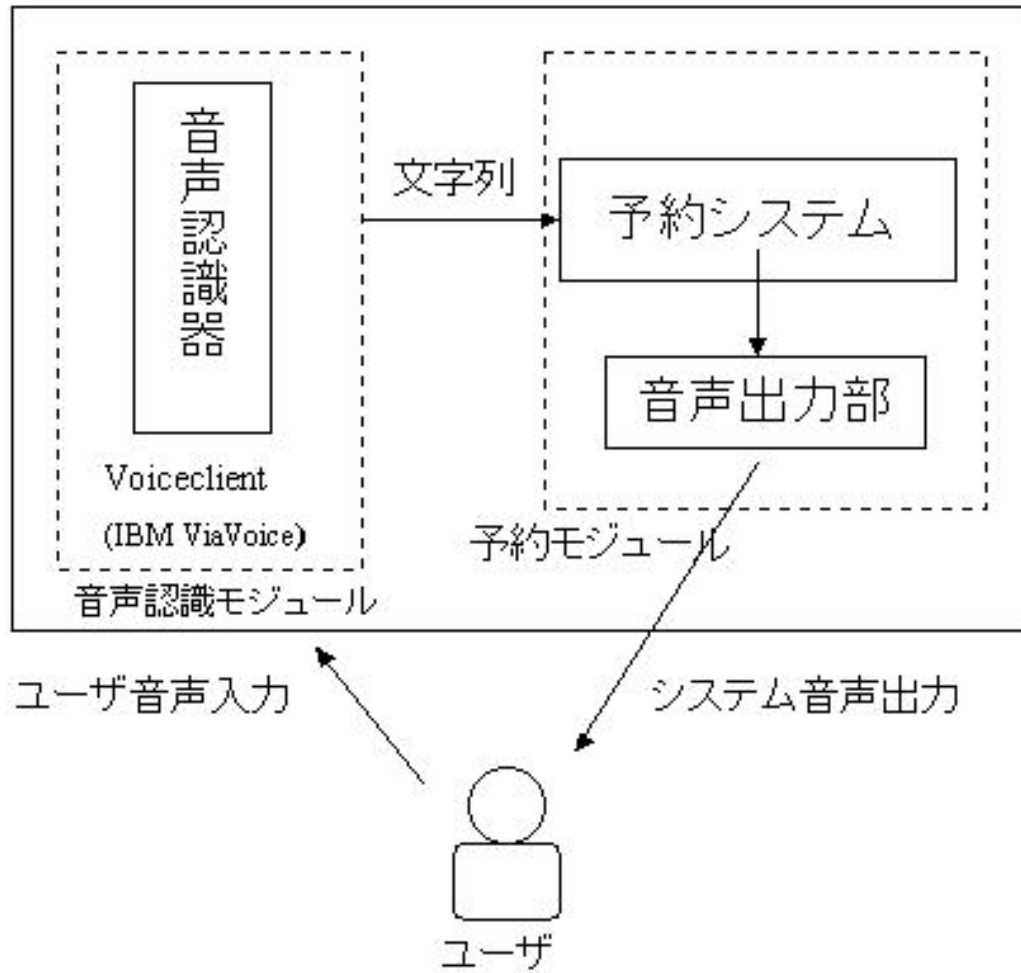 音声認識器
Voiceclient
(IBM ViaVoice)
音声認識モジュール
文字列
予約システム
音声出力部
予約モジュール
ユーザ音声入力
システム音声出力
ユーザ